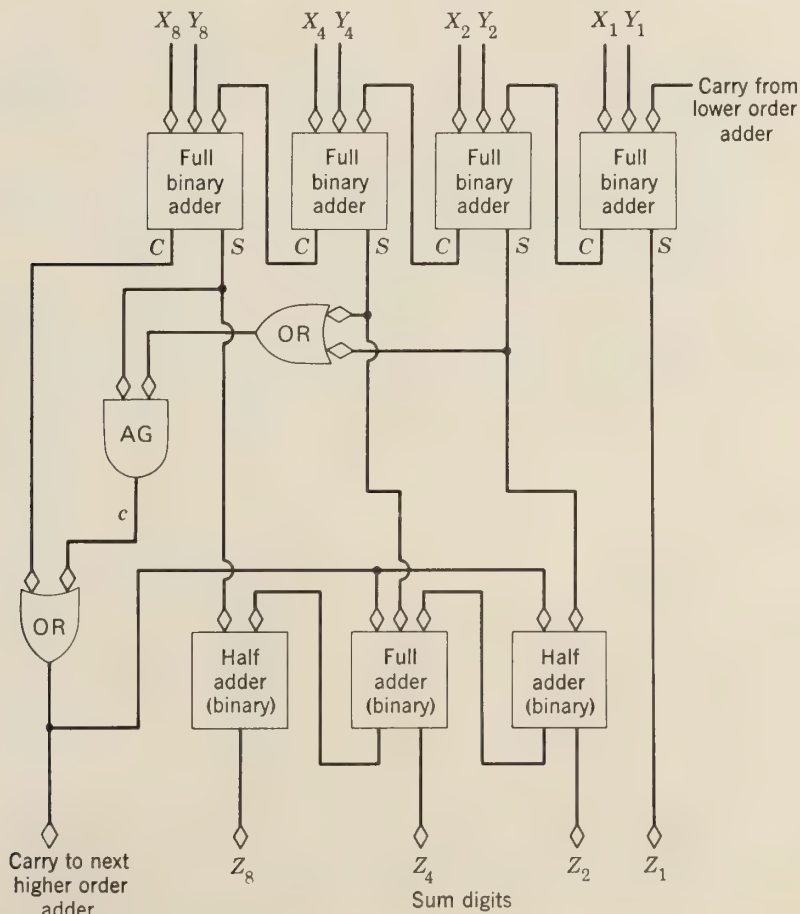 X₈ Y₈ X₄ Y₄ X₂ Y₂ X₁ Y₁
Carry from
lower order
adder
Full
binary
adder
Full
binary
adder
Full
binary
adder
Full
binary
adder
C S C S C S C S
OR
AG
c
OR
Half
adder
(binary)
Full
adder
(binary)
Half
adder
(binary)
Carry to next
higher order
adder
Z₈ Z₄ Z₂ Z₁
Sum digits